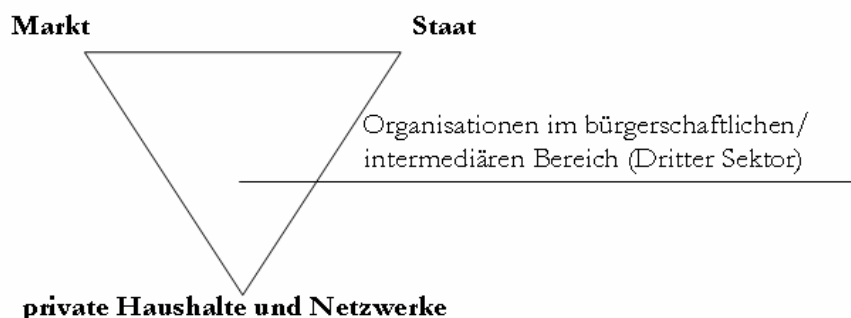 Markt
Staat
Organisationen im bürgerschaftlichen/
intermediären Bereich (Dritter Sektor)
private Haushalte und Netzwerke